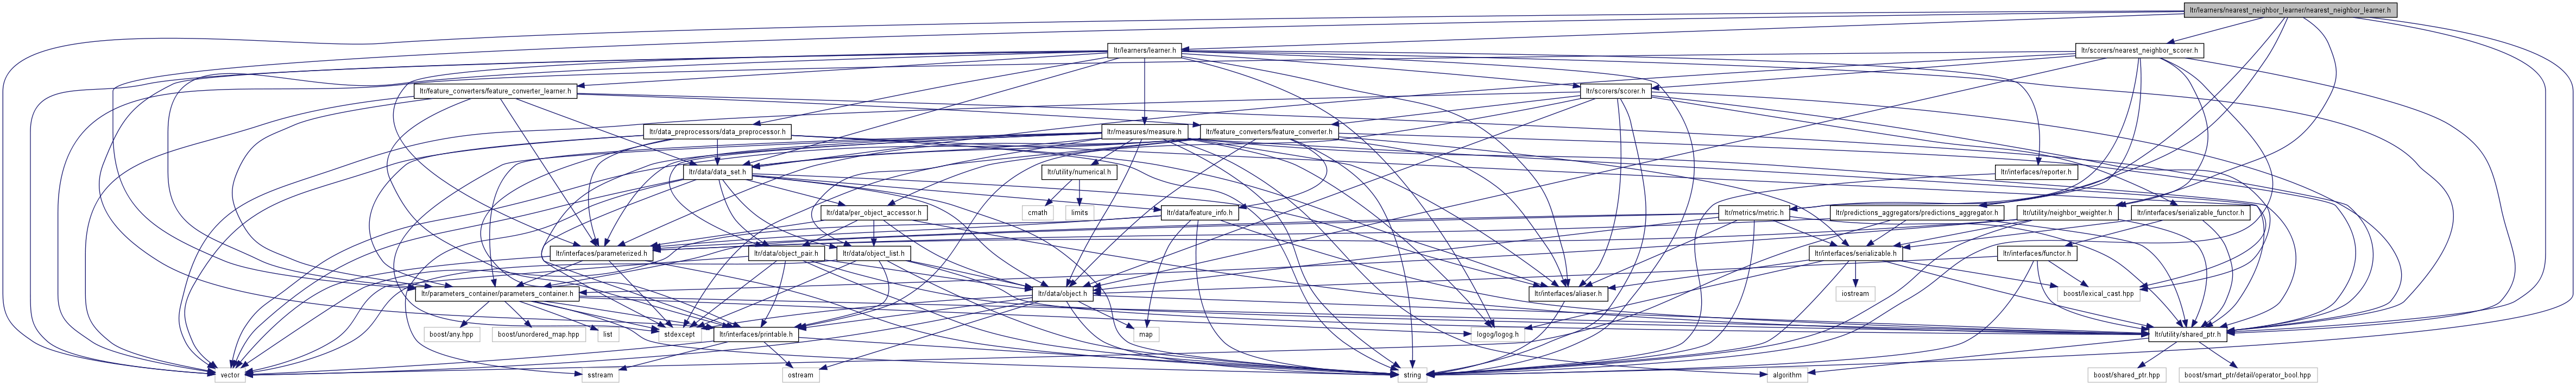 ltr/learners/nearest_neighbor_learner/nearest_neighbor_learner.h
ltr/learners/learner.h
ltr/scorers/nearest_neighbor_scorer.h
ltr/feature_converters/feature_converter_learner.h
ltr/scorers/scorer.h
ltr/data_preprocessors/data_preprocessor.h
ltr/measures/measure.h
ltr/feature_converters/feature_converter.h
ltr/data/data_set.h
ltr/utility/numerical.h
ltr/interfaces/reporter.h
ltr/data/per_object_accessor.h
cmath
limits
ltr/data/feature_info.h
ltr/metrics/metric.h
ltr/predictions_aggregators/predictions_aggregator.h
ltr/utility/neighbor_weighter.h
ltr/interfaces/serializable_functor.h
ltr/interfaces/parameterized.h
ltr/data/object_pair.h
ltr/data/object_list.h
ltr/interfaces/serializable.h
ltr/interfaces/functor.h
ltr/parameters_container/parameters_container.h
ltr/data/object.h
ltr/interfaces/aliaser.h
iostream
boost/lexical_cast.hpp
boost/any.hpp
boost/unordered_map.hpp
list
stdexcept
ltr/interfaces/printable.h
map
logog/logog.h
ltr/utility/shared_ptr.h
vector
sstream
ostream
string
algorithm
boost/shared_ptr.hpp
boost/smart_ptr/detail/operator_bool.hpp